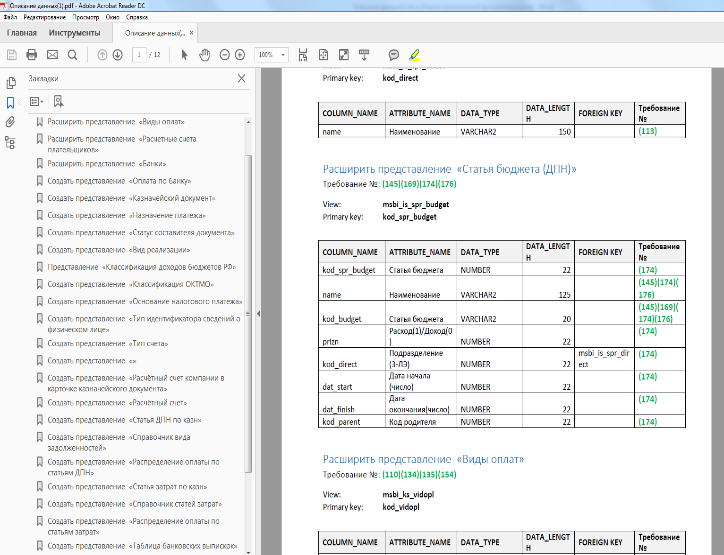 Описание данных(1).pdf - Adobe Acrobat Reader DC
Файл Редактирование Просмотр Окно Справка
Главная Инструменты Описание данных(... ×
1 / 12 100%
Закладки
Расширить представление «Виды оплат»
Расширить представление «Расчетные счета
плательщиков»
Расширить представление «Банки»
Создать представление «Оплата по банку»
Создать представление «Казначейский документ»
Создать представление «Назначение платежа»
Создать представление «Статус составителя документа»
Создать представление «Вид реализации»
Представление «Классификация доходов бюджетов РФ»
Создать представление «Классификация ОКТМО»
Создать представление «Основание налогового платежа»
Создать представление «Тип идентификатора сведений о
физическом лице»
Создать представление «Тип счета»
Создать представление «»
Создать представление «Расчётный счет компании в
карточке казначейского документа»
Создать представление «Расчётный счет»
Создать представление «Статья ДПН по казн»
Создать представление «Справочник вида
задолженностей»
Создать представление «Распределение оплаты по
статьям ДПН»
Создать представление «Статья затрат по казн»
Создать представление «Справочник статей затрат»
Создать представление «Распределение оплаты по
статьям затрат»
Создать представление «Таблица банковских выписок»
Primary key: kod_direct
COLUMN_NAME ATTRIBUTE_NAME DATA_TYPE DATA_LENGT
H FOREIGN KEY Требование
№
name Наименование VARCHAR2 150 (113)
Расширить представление «Статья бюджета (ДПН)»
Требование №: (145)(169)(174)(176)
View: msbi_is_spr_budget
Primary key: kod_spr_budget
COLUMN_NAME ATTRIBUTE_NAME DATA_TYPE DATA_LENGT
H FOREIGN KEY Требование
№
kod_spr_budget Статья бюджета NUMBER 22 (174)
name Наименование VARCHAR2 125 (145)(174)(
176)
kod_budget Статья бюджета VARCHAR2 20 (145)(169)(
174)(176)
prizn Расход(1)/Доход(0
) NUMBER 22 (174)
kod_direct Подразделение
(3-ЛЭ) NUMBER 22 msbi_is_spr_dir
ect (174)
dat_start Дата начала
(число) NUMBER 22 (174)
dat_finish Дата
окончания(число) NUMBER 22 (174)
kod_parent Код родителя NUMBER 22 (174)
Расширить представление «Виды оплат»
Требование №: (110)(134)(135)(154)
View: msbi_ks_vidopl
Primary key: kod_vidopl
COLUMN_NAME ATTRIBUTE_NAME DATA_TYPE DATA_LENGT
H FOREIGN KEY Требование
№